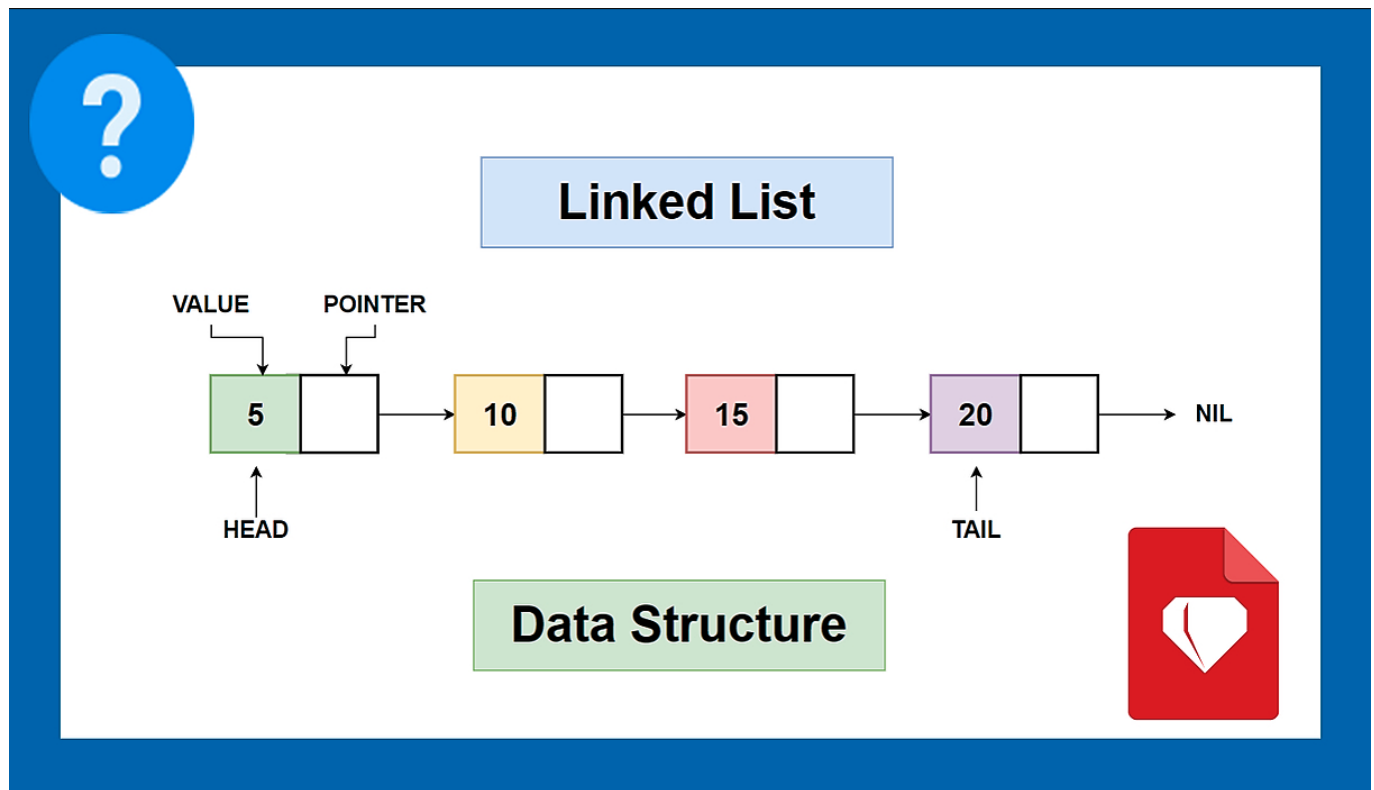 ?
Linked List
VALUE POINTER
5 10 15 20 NIL
HEAD TAIL
Data Structure